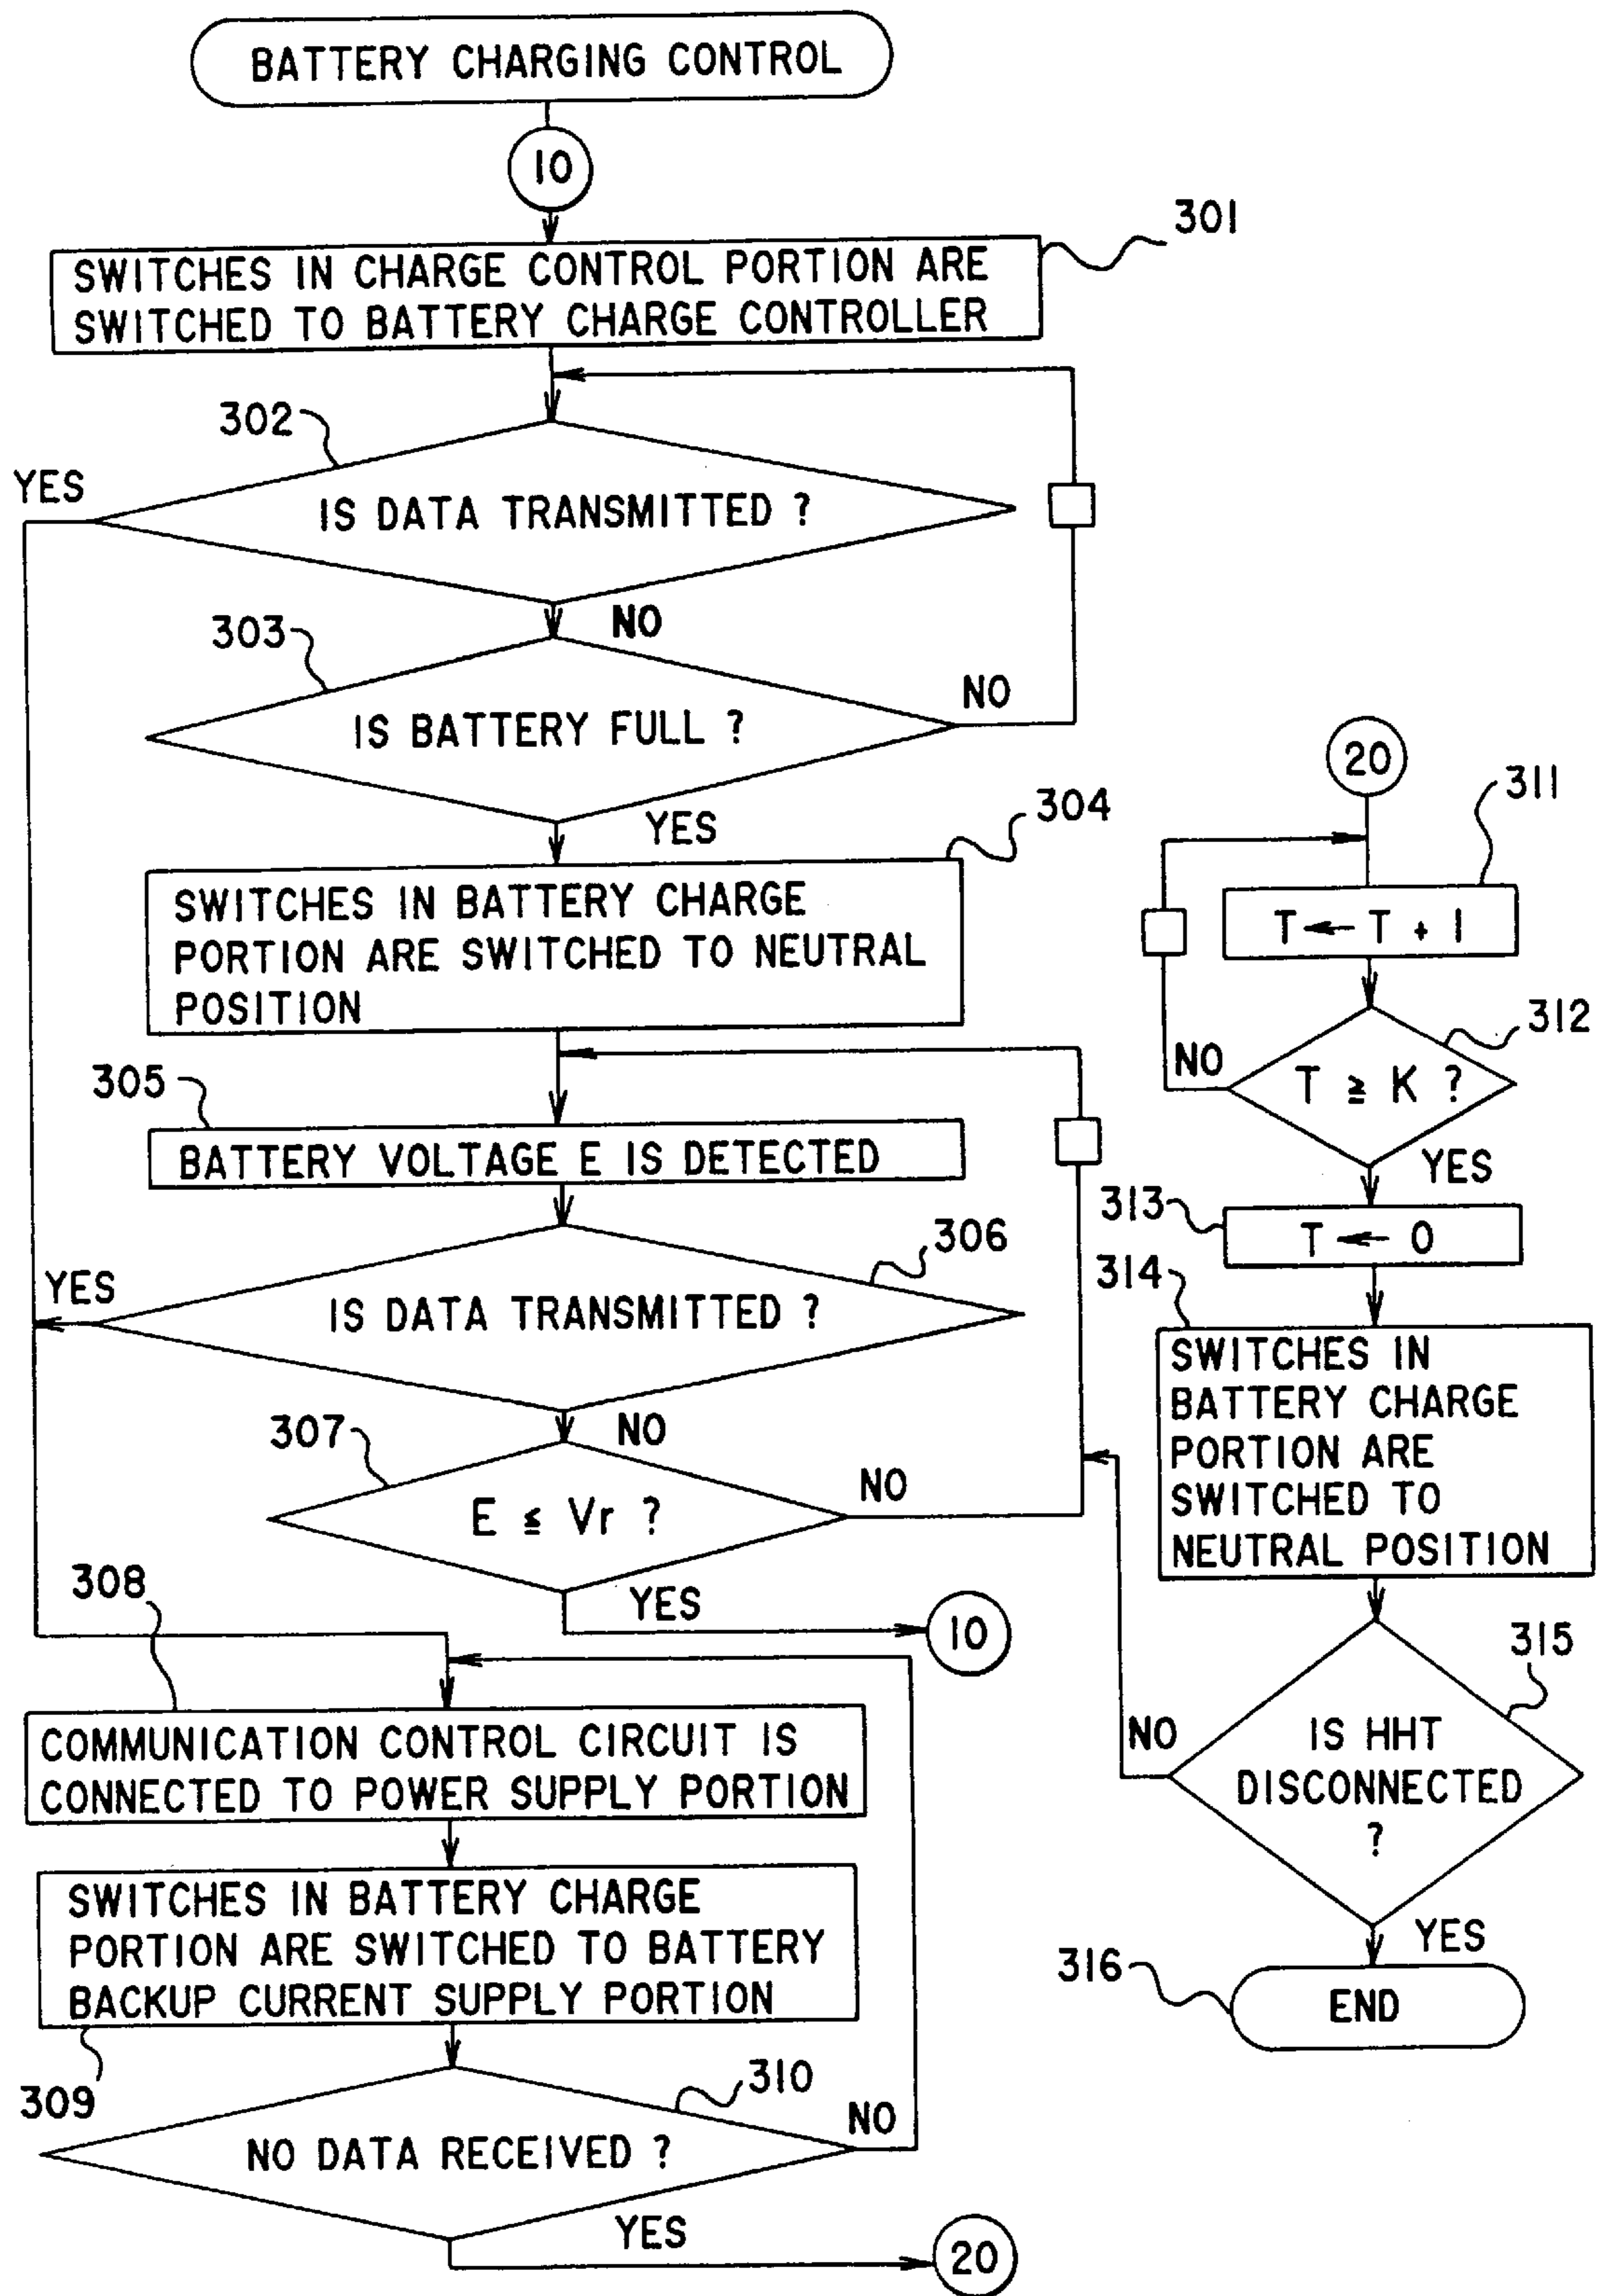 BATTERY CHARGING CONTROL
10
301
SWITCHES IN CHARGE CONTROL PORTION ARE
SWITCHED TO BATTERY CHARGE CONTROLLER
302
YES
IS DATA TRANSMITTED ?
NO
303
NO
IS BATTERY FULL ?
YES
304
SWITCHES IN BATTERY CHARGE
PORTION ARE SWITCHED TO NEUTRAL
POSITION
305
BATTERY VOLTAGE E IS DETECTED
306
YES
IS DATA TRANSMITTED ?
NO
307
NO
E ≦ Vr ?
YES
10
308
COMMUNICATION CONTROL CIRCUIT IS
CONNECTED TO POWER SUPPLY PORTION
SWITCHES IN BATTERY CHARGE
PORTION ARE SWITCHED TO BATTERY
BACKUP CURRENT SUPPLY PORTION
309
310
NO
NO DATA RECEIVED ?
YES
20
20
311
T ← T + 1
312
NO
T ≧ K ?
YES
313
T ← 0
314
SWITCHES IN
BATTERY CHARGE
PORTION ARE
SWITCHED TO
NEUTRAL POSITION
315
NO
IS HHT
DISCONNECTED
?
YES
316
END